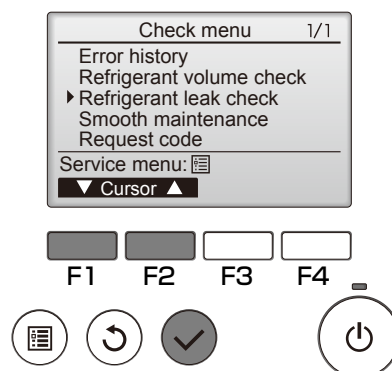 Check menu 1/1
Error history
Refrigerant volume check
Refrigerant leak check
Smooth maintenance
Request code
Service menu:
▼ Cursor ▲
F1 F2 F3 F4